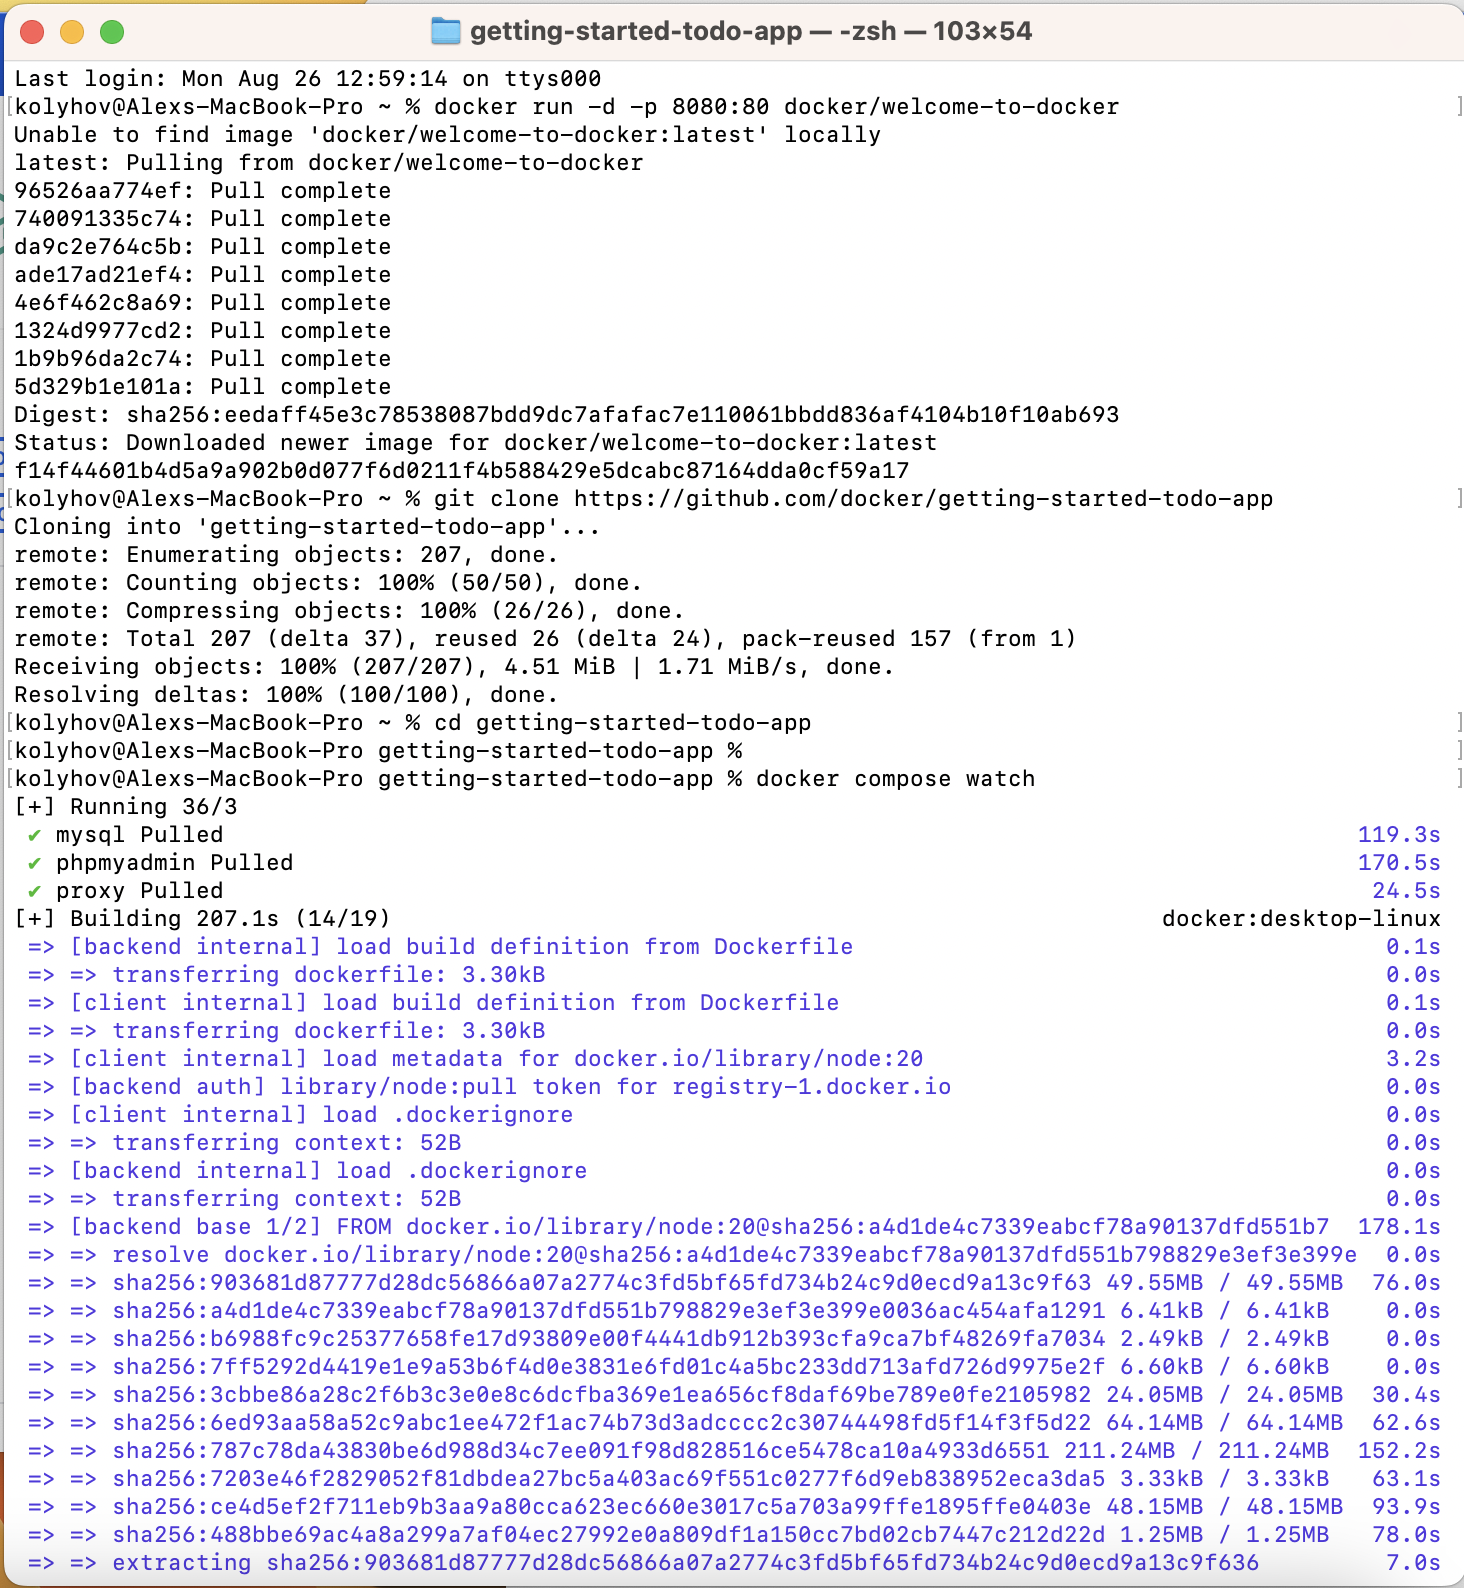 getting-started-todo-app — -zsh — 103×54
Last login: Mon Aug 26 12:59:14 on ttys000
[kolyhov@Alexs-MacBook-Pro ~ % docker run -d -p 8080:80 docker/welcome-to-docker ]
Unable to find image 'docker/welcome-to-docker:latest' locally
latest: Pulling from docker/welcome-to-docker
96526aa774ef: Pull complete
740091335c74: Pull complete
da9c2e764c5b: Pull complete
ade17ad21ef4: Pull complete
4e6f462c8a69: Pull complete
1324d9977cd2: Pull complete
1b9b96da2c74: Pull complete
5d329b1e101a: Pull complete
Digest: sha256:eedaff45e3c78538087bdd9dc7afafac7e110061bbdd836af4104b10f10ab693
Status: Downloaded newer image for docker/welcome-to-docker:latest
f14f44601b4d5a9a902b0d077f6d0211f4b588429e5dcabc87164dda0cf59a17
[kolyhov@Alexs-MacBook-Pro ~ % git clone https://github.com/docker/getting-started-todo-app ]
Cloning into 'getting-started-todo-app'...
remote: Enumerating objects: 207, done.
remote: Counting objects: 100% (50/50), done.
remote: Compressing objects: 100% (26/26), done.
remote: Total 207 (delta 37), reused 26 (delta 24), pack-reused 157 (from 1)
Receiving objects: 100% (207/207), 4.51 MiB | 1.71 MiB/s, done.
Resolving deltas: 100% (100/100), done.
[kolyhov@Alexs-MacBook-Pro ~ % cd getting-started-todo-app ]
[kolyhov@Alexs-MacBook-Pro getting-started-todo-app % ]
[kolyhov@Alexs-MacBook-Pro getting-started-todo-app % docker compose watch ]
[+] Running 36/3
✔ mysql Pulled 119.3s
✔ phpmyadmin Pulled 170.5s
✔ proxy Pulled 24.5s
[+] Building 207.1s (14/19) docker:desktop-linux
=> [backend internal] load build definition from Dockerfile 0.1s
=> => transferring dockerfile: 3.30kB 0.0s
=> [client internal] load build definition from Dockerfile 0.1s
=> => transferring dockerfile: 3.30kB 0.0s
=> [client internal] load metadata for docker.io/library/node:20 3.2s
=> [backend auth] library/node:pull token for registry-1.docker.io 0.0s
=> [client internal] load .dockerignore 0.0s
=> => transferring context: 52B 0.0s
=> [backend internal] load .dockerignore 0.0s
=> => transferring context: 52B 0.0s
=> [backend base 1/2] FROM docker.io/library/node:20@sha256:a4d1de4c7339eabcf78a90137dfd551b7 178.1s
=> => resolve docker.io/library/node:20@sha256:a4d1de4c7339eabcf78a90137dfd551b798829e3ef3e399e 0.0s
=> => sha256:903681d87777d28dc56866a07a2774c3fd5bf65fd734b24c9d0ecd9a13c9f63 49.55MB / 49.55MB 76.0s
=> => sha256:a4d1de4c7339eabcf78a90137dfd551b798829e3ef3e399e0036ac454afa1291 6.41kB / 6.41kB 0.0s
=> => sha256:b6988fc9c25377658fe17d93809e00f4441db912b393cfa9ca7bf48269fa7034 2.49kB / 2.49kB 0.0s
=> => sha256:7ff5292d4419e1e9a53b6f4d0e3831e6fd01c4a5bc233dd713afd726d9975e2f 6.60kB / 6.60kB 0.0s
=> => sha256:3cbbe86a28c2f6b3c3e0e8c6dcfba369e1ea656cf8daf69be789e0fe2105982 24.05MB / 24.05MB 30.4s
=> => sha256:6ed93aa58a52c9abc1ee472f1ac74b73d3adcccc2c30744498fd5f14f3f5d22 64.14MB / 64.14MB 62.6s
=> => sha256:787c78da43830be6d988d34c7ee091f98d828516ce5478ca10a4933d6551 211.24MB / 211.24MB 152.2s
=> => sha256:7203e46f2829052f81dbdea27bc5a403ac69f551c0277f6d9eb838952eca3da5 3.33kB / 3.33kB 63.1s
=> => sha256:ce4d5ef2f711eb9b3aa9a80cca623ec660e3017c5a703a99ffe1895ffe0403e 48.15MB / 48.15MB 93.9s
=> => sha256:488bbe69ac4a8a299a7af04ec27992e0a809df1a150cc7bd02cb7447c212d22d 1.25MB / 1.25MB 78.0s
=> => extracting sha256:903681d87777d28dc56866a07a2774c3fd5bf65fd734b24c9d0ecd9a13c9f636 7.0s